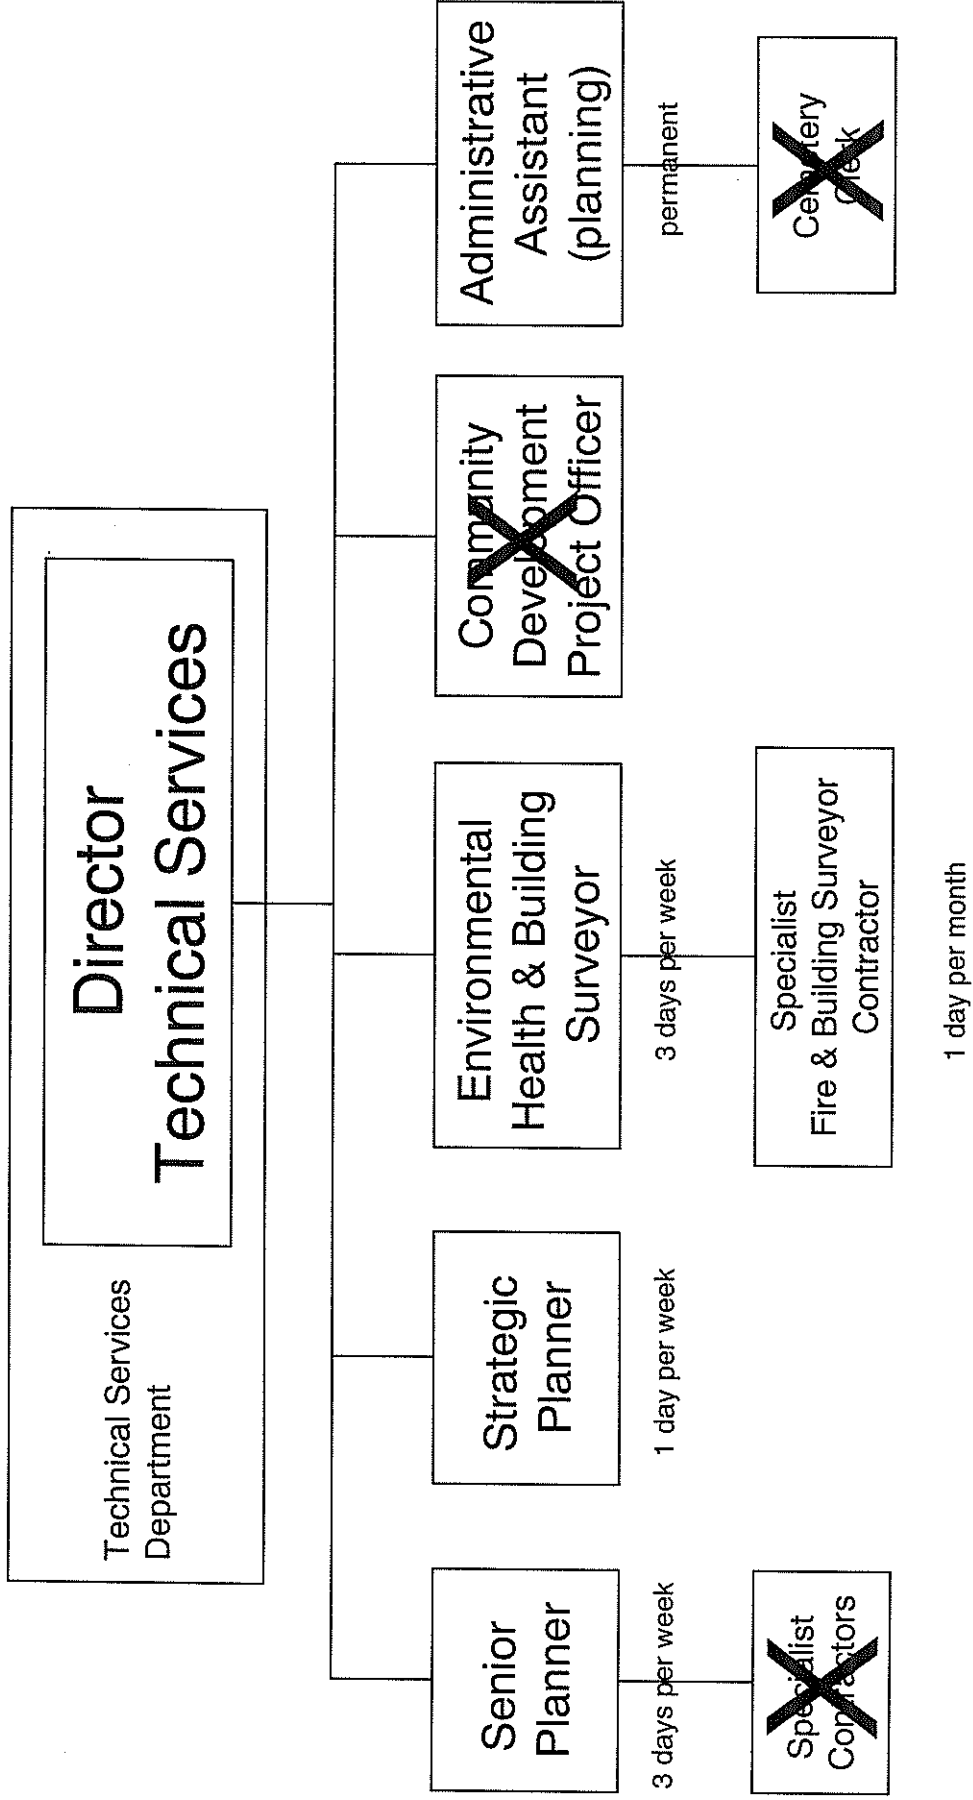 Technical Services
Department
Director
Technical Services
Senior
Planner
3 days per week
Specialist
Contractors
Strategic
Planner
1 day per week
Environmental
Health & Building
Surveyor
3 days per week
Specialist
Fire & Building Surveyor
Contractor
1 day per month
Community
Development
Project Officer
Administrative
Assistant
(planning)
permanent
Cemetery
Clerk